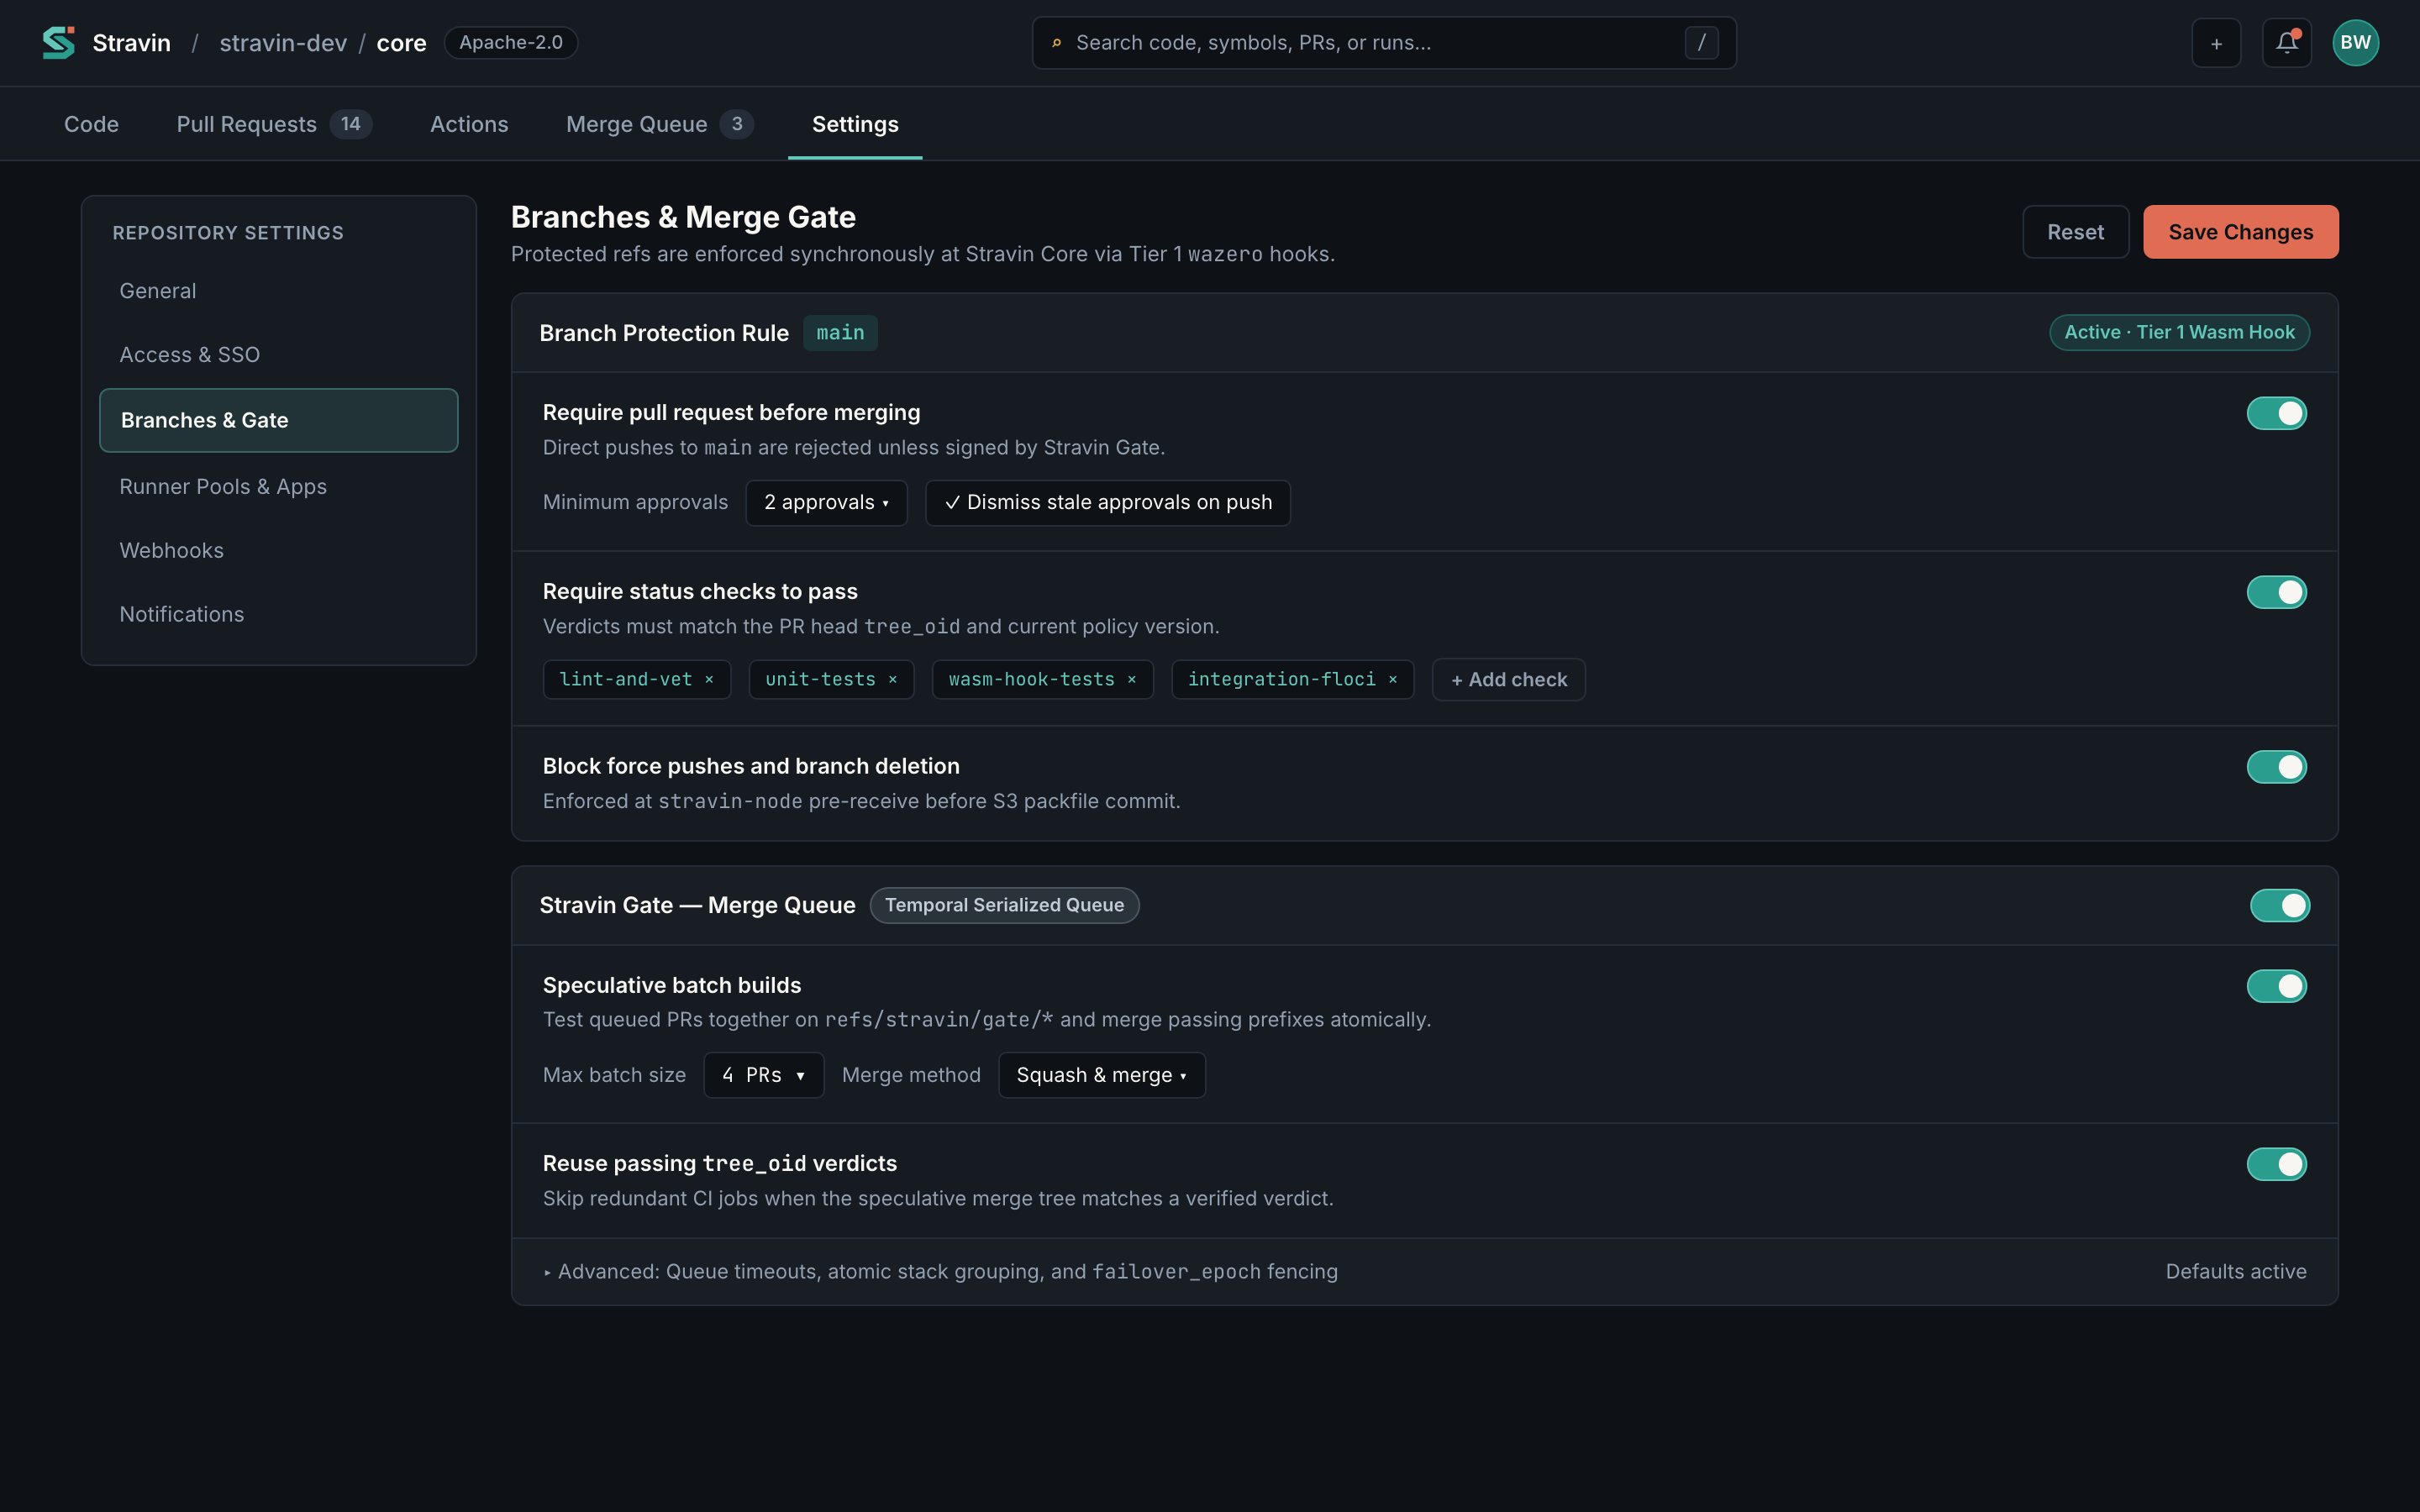 Stravin / stravin-dev / core Apache-2.0
Search code, symbols, PRs, or runs... /
+
BW
Code
Pull Requests 14
Actions
Merge Queue 3
Settings
REPOSITORY SETTINGS
General
Access & SSO
Branches & Gate
Runner Pools & Apps
Webhooks
Notifications
Branches & Merge Gate
Protected refs are enforced synchronously at Stravin Core via Tier 1 wazero hooks.
Reset
Save Changes
Branch Protection Rule main
Active · Tier 1 Wasm Hook
Require pull request before merging
Direct pushes to main are rejected unless signed by Stravin Gate.
Minimum approvals 2 approvals ▾ ✓ Dismiss stale approvals on push
Require status checks to pass
Verdicts must match the PR head tree_oid and current policy version.
lint-and-vet × unit-tests × wasm-hook-tests × integration-floci × + Add check
Block force pushes and branch deletion
Enforced at stravin-node pre-receive before S3 packfile commit.
Stravin Gate — Merge Queue Temporal Serialized Queue
Speculative batch builds
Test queued PRs together on refs/stravin/gate/* and merge passing prefixes atomically.
Max batch size 4 PRs ▾ Merge method Squash & merge ▾
Reuse passing tree_oid verdicts
Skip redundant CI jobs when the speculative merge tree matches a verified verdict.
▸ Advanced: Queue timeouts, atomic stack grouping, and failover_epoch fencing
Defaults active